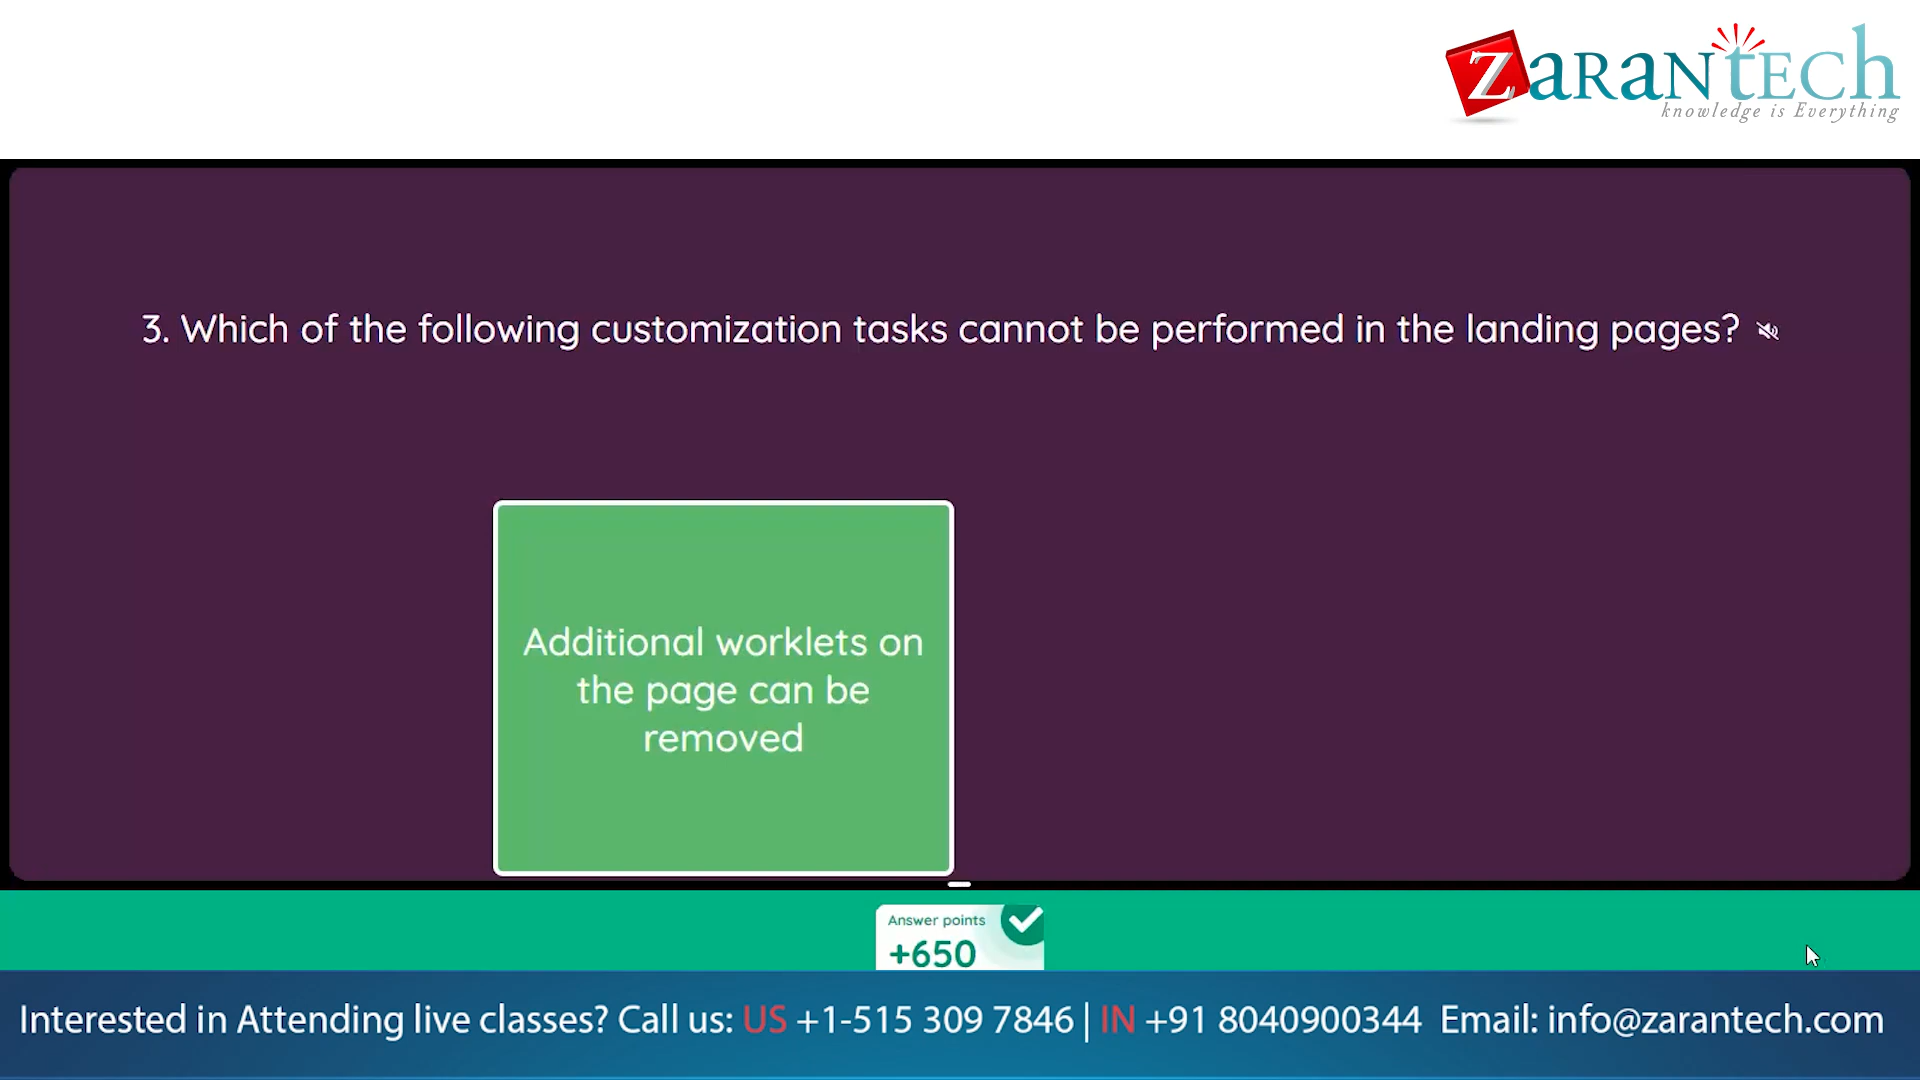 ZaranTech
knowledge is Everything
3. Which of the following customization tasks cannot be performed in the landing pages?
Additional worklets on
the page can be
removed
Answer points
+650
Interested in Attending live classes? Call us: US +1-515 309 7846 | IN +91 8040900344 Email: info@zarantech.com